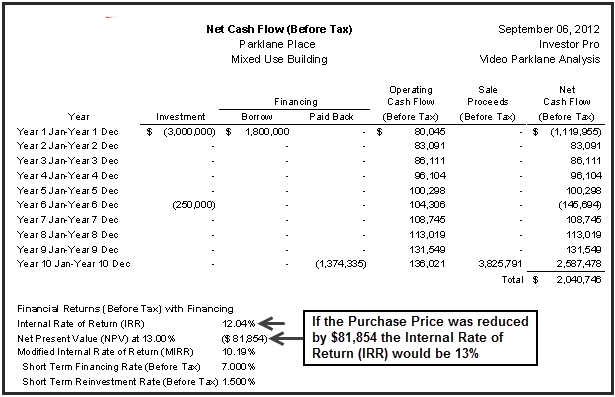 Net Cash Flow (Before Tax) September 06, 2012
Parklane Place Investor Pro
Mixed Use Building Video Parklane Analysis
Operating Sale Net
Financing Cash Flow Proceeds Cash Flow
Year Investment Borrow Paid Back (Before Tax) (Before Tax) (Before Tax)
Year 1 Jan-Year 1 Dec $ (3,000,000) $ 1,800,000 - $ 80,045 - $ (1,119,955)
Year 2 Jan-Year 2 Dec - - - 83,091 - 83,091
Year 3 Jan-Year 3 Dec - - - 86,111 - 86,111
Year 4 Jan-Year 4 Dec - - - 96,104 - 96,104
Year 5 Jan-Year 5 Dec - - - 100,298 - 100,298
Year 6 Jan-Year 6 Dec (250,000) - - 104,306 - (145,694)
Year 7 Jan-Year 7 Dec - - - 108,745 - 108,745
Year 8 Jan-Year 8 Dec - - - 113,019 - 113,019
Year 9 Jan-Year 9 Dec - - - 131,549 - 131,549
Year 10 Jan-Year 10 Dec - - (1,374,335) 136,021 3,825,791 2,587,478
Total $ 2,040,746
Financial Returns (Before Tax) with Financing
Internal Rate of Return (IRR) 12.04%
Net Present Value (NPV) at 13.00% ($ 81,854)
Modified Internal Rate of Return (MIRR) 10.19%
Short Term Financing Rate (Before Tax) 7.000%
Short Term Reinvestment Rate (Before Tax) 1.500%
If the Purchase Price was reduced
by $81,854 the Internal Rate of
Return (IRR) would be 13%